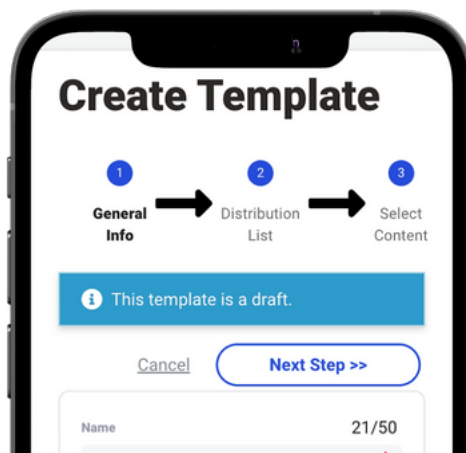 Create Template
1 2 3
General Distribution Select
Info List Content
This template is a draft.
Cancel Next Step >>
Name 21/50